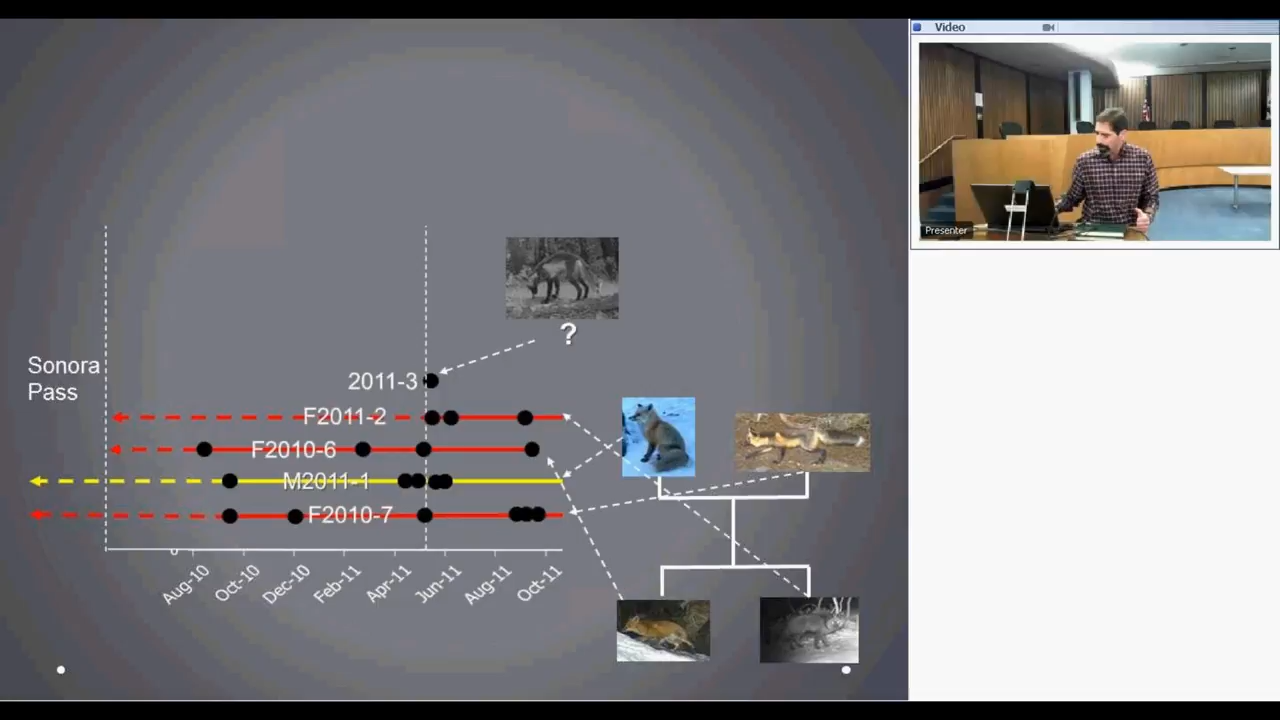 Video
Presenter
?
Sonora
Pass
2011-3
F2011-2
F2010-6
M2011-1
F2010-7
0
Aug-10
Oct-10
Dec-10
Feb-11
Apr-11
Jun-11
Aug-11
Oct-11